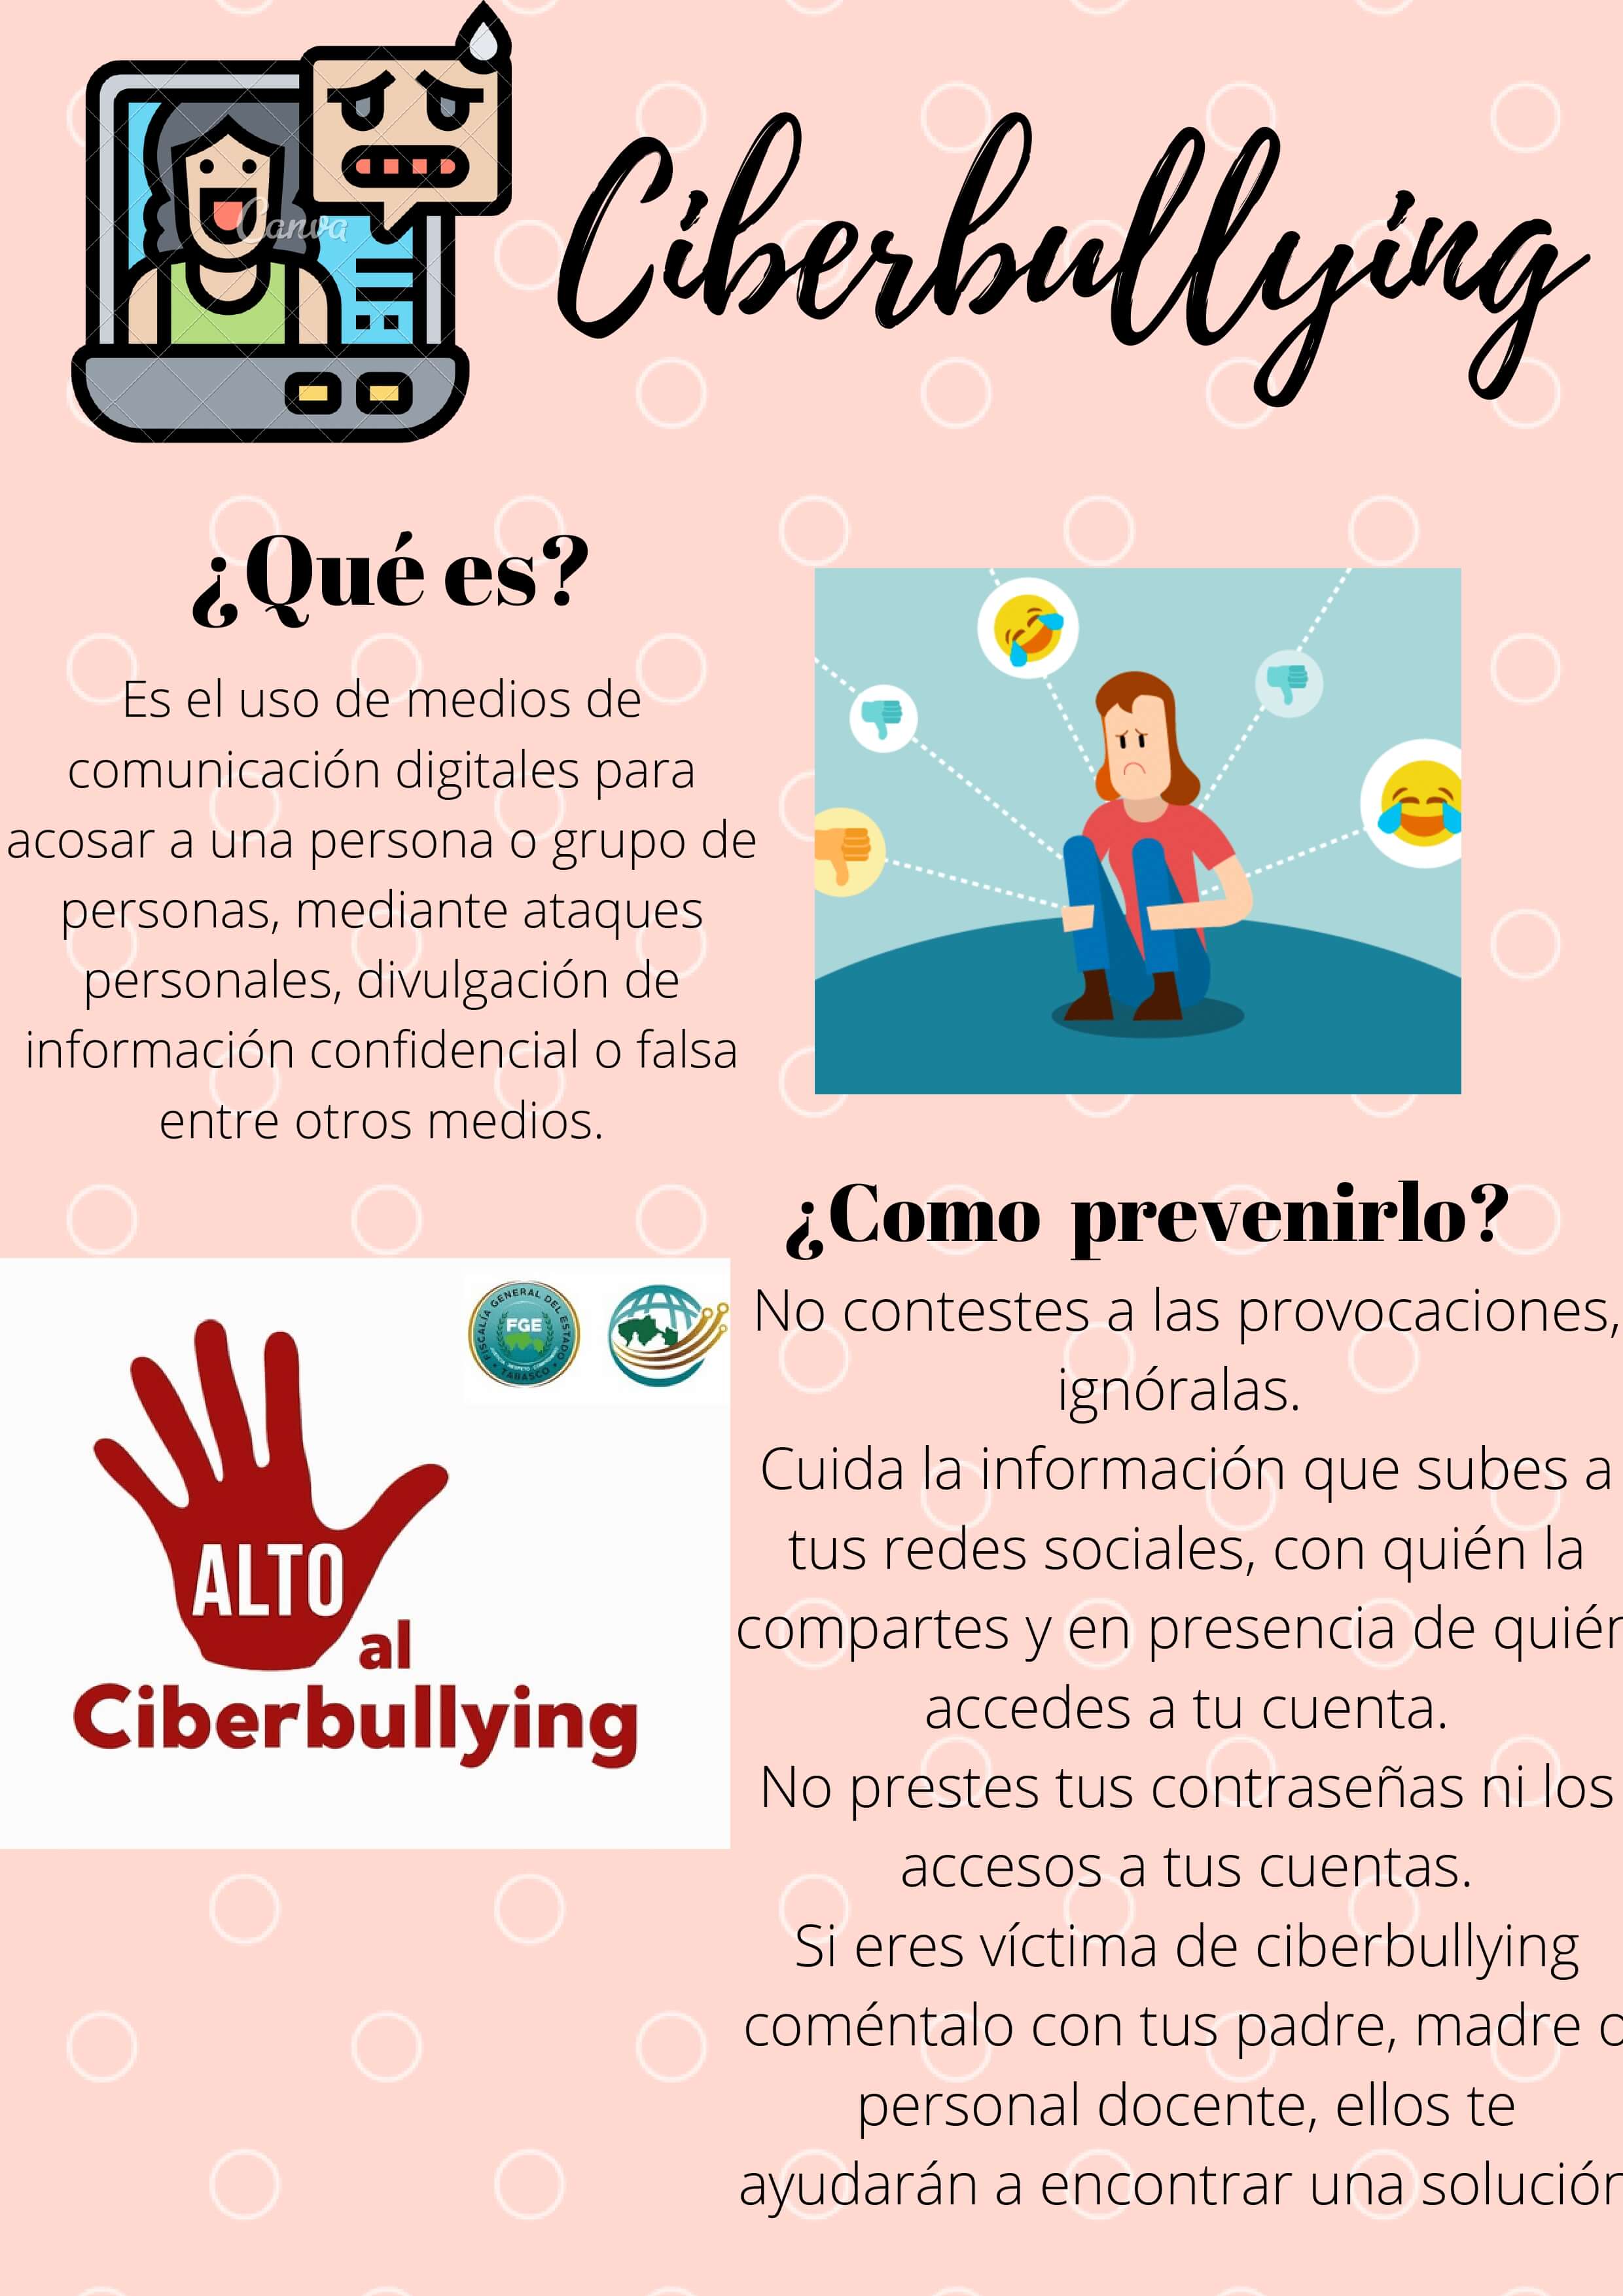 Canva
Ciberbullying
¿Qué es?
Es el uso de medios de
comunicación digitales para
acosar a una persona o grupo de
personas, mediante ataques
personales, divulgación de
información confidencial o falsa
entre otros medios.
¿Como prevenirlo?
No contestes a las provocaciones,
ignóralas.
Cuida la información que subes a
tus redes sociales, con quién la
compartes y en presencia de quién
accedes a tu cuenta.
No prestes tus contraseñas ni los
accesos a tus cuentas.
Si eres víctima de ciberbullying
coméntalo con tus padre, madre o
personal docente, ellos te
ayudarán a encontrar una solución
FISCALÍA GENERAL DEL ESTADO
FGE
TABASCO
ALTO
al
Ciberbullying